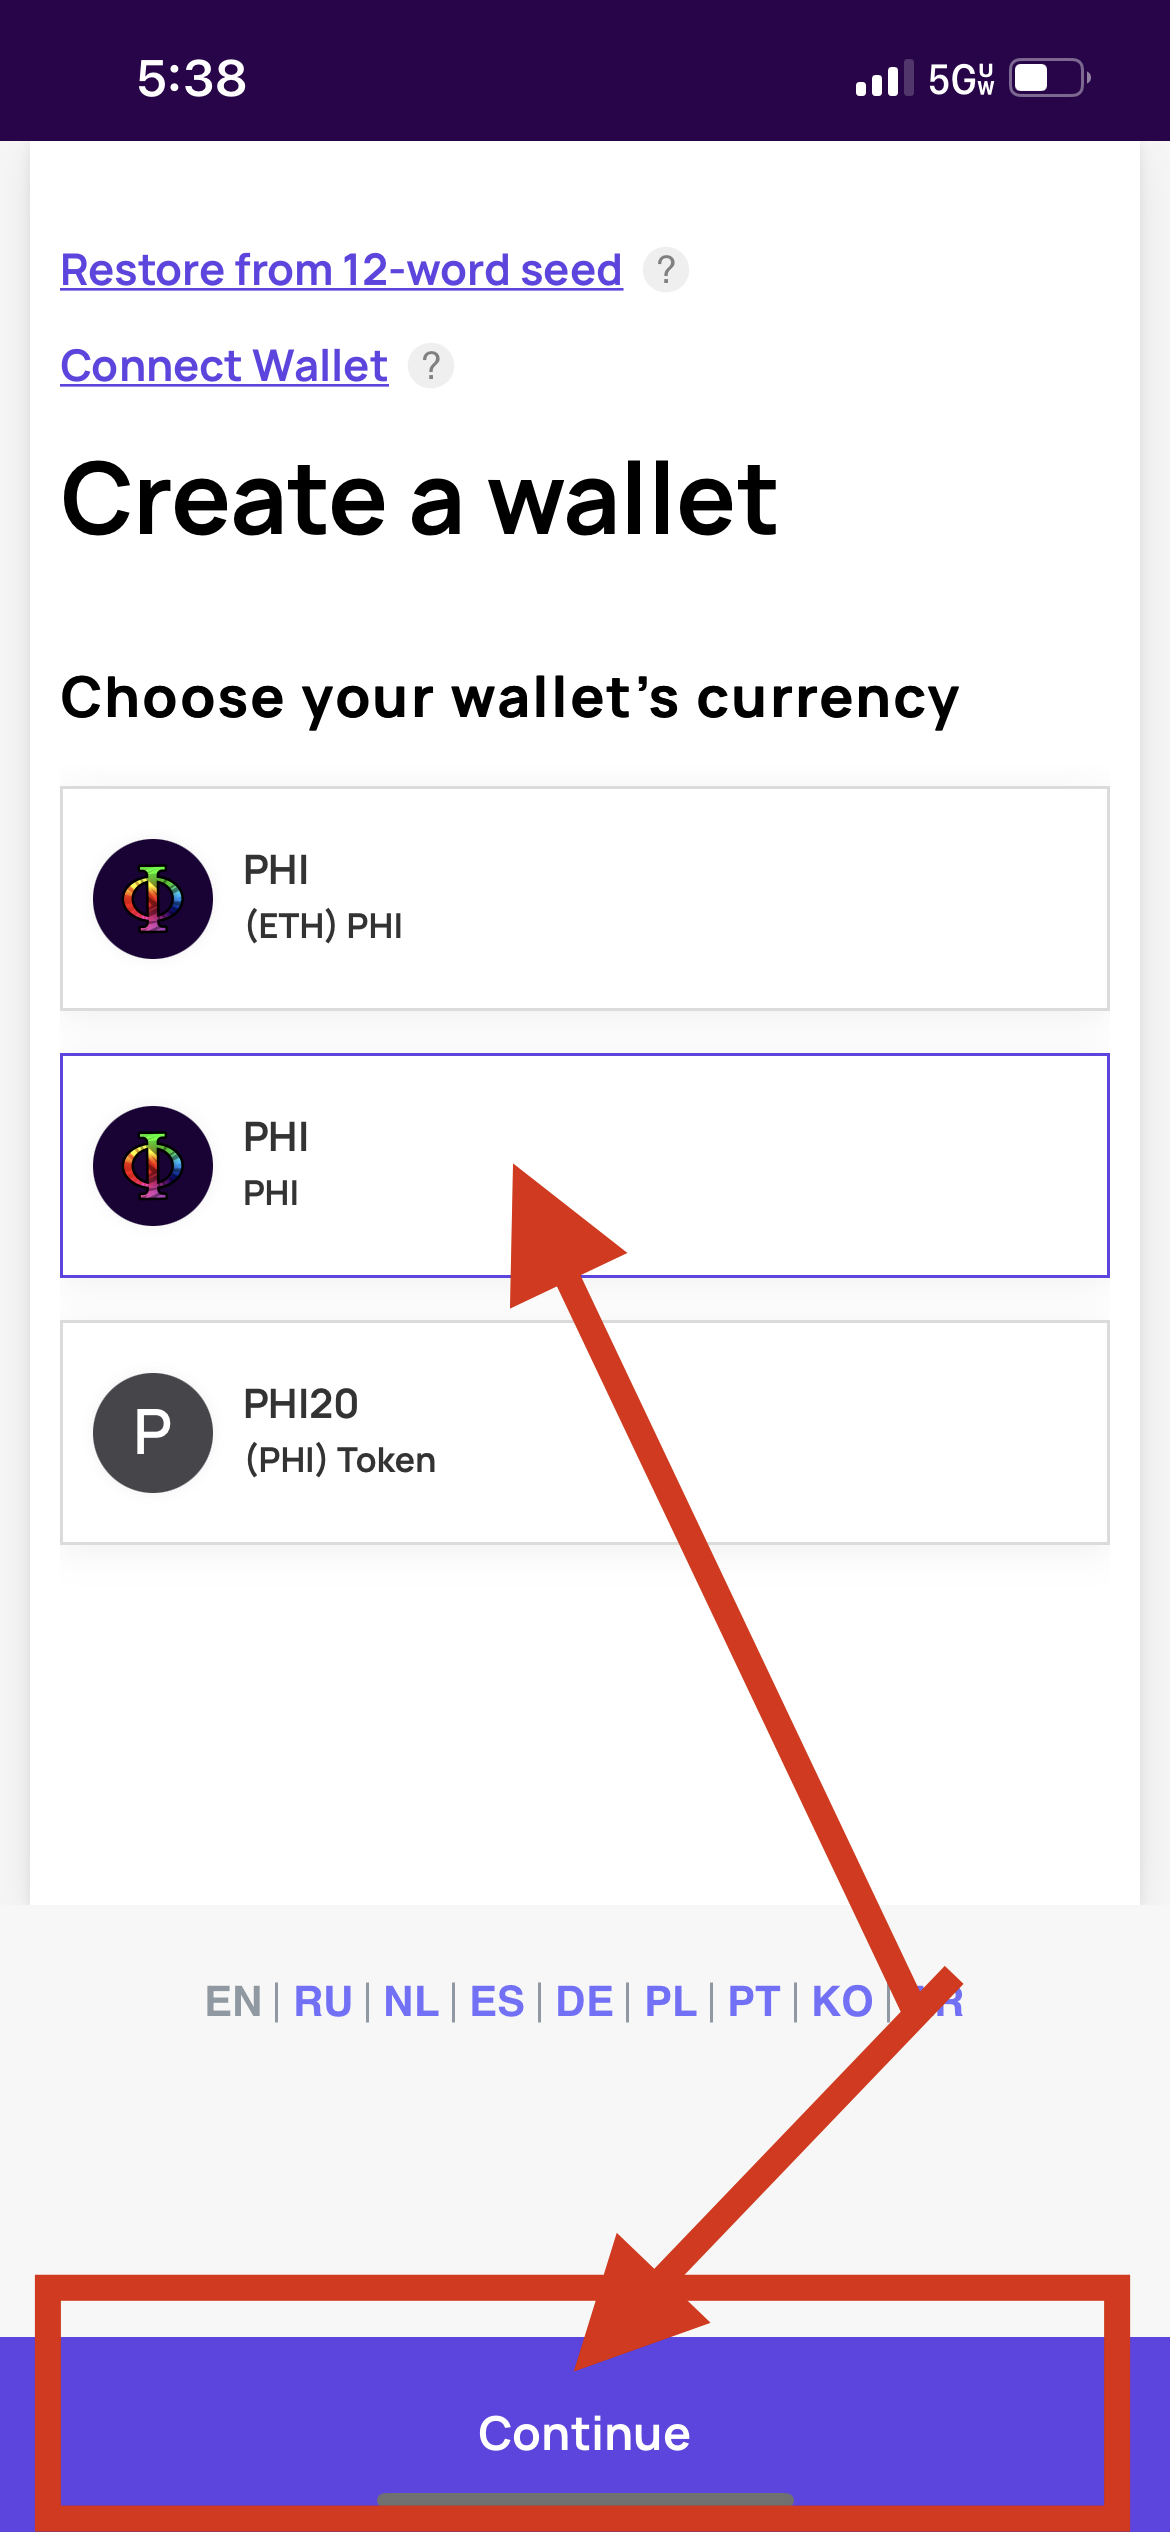 5:38
5G UW
Restore from 12-word seed ?
Connect Wallet ?
Create a wallet
Choose your wallet's currency
PHI
(ETH) PHI
PHI
PHI
P
PHI20
(PHI) Token
EN | RU | NL | ES | DE | PL | PT | KO |
Continue